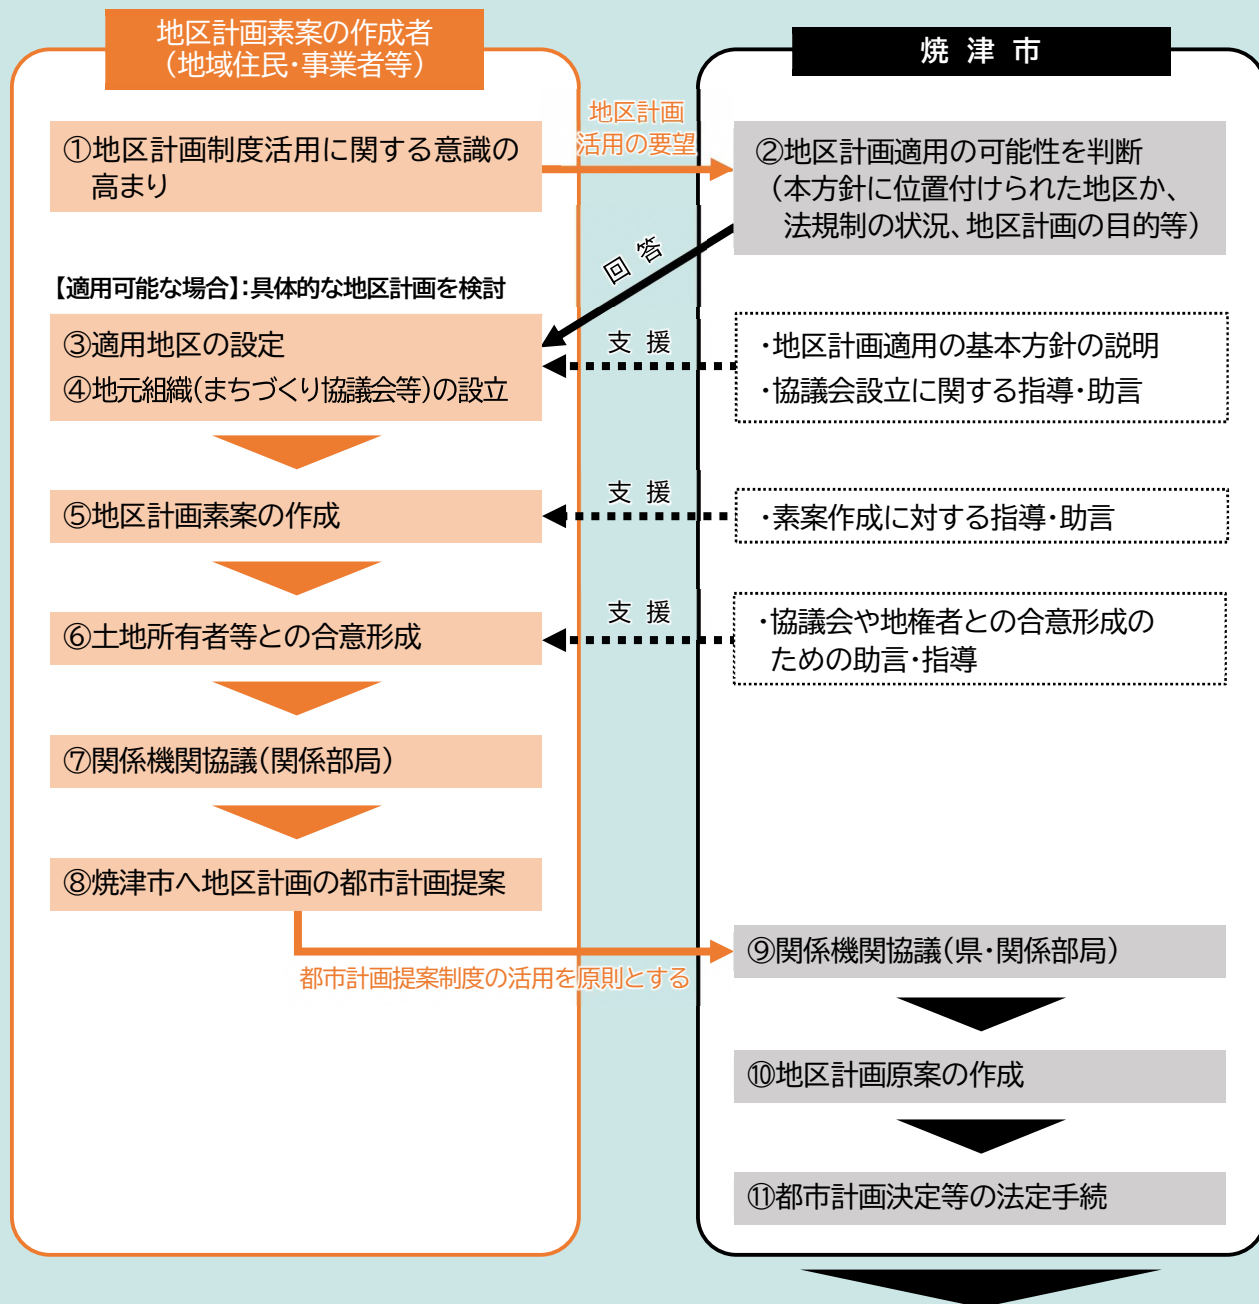 地区計画素案の作成者
（地域住民・事業者等）
焼 津 市
地区計画
活用の要望
①地区計画制度活用に関する意識の
高まり
②地区計画適用の可能性を判断
（本方針に位置付けられた地区か、
法規制の状況、地区計画の目的等）
回 答
【適用可能な場合】：具体的な地区計画を検討
③適用地区の設定
④地元組織（まちづくり協議会等）の設立
支 援
・地区計画適用の基本方針の説明
・協議会設立に関する指導・助言
⑤地区計画素案の作成
支 援
・素案作成に対する指導・助言
⑥土地所有者等との合意形成
支 援
・協議会や地権者との合意形成の
ための助言・指導
⑦関係機関協議（関係部局）
⑧焼津市へ地区計画の都市計画提案
都市計画提案制度の活用を原則とする
⑨関係機関協議（県・関係部局）
⑩地区計画原案の作成
⑪都市計画決定等の法定手続